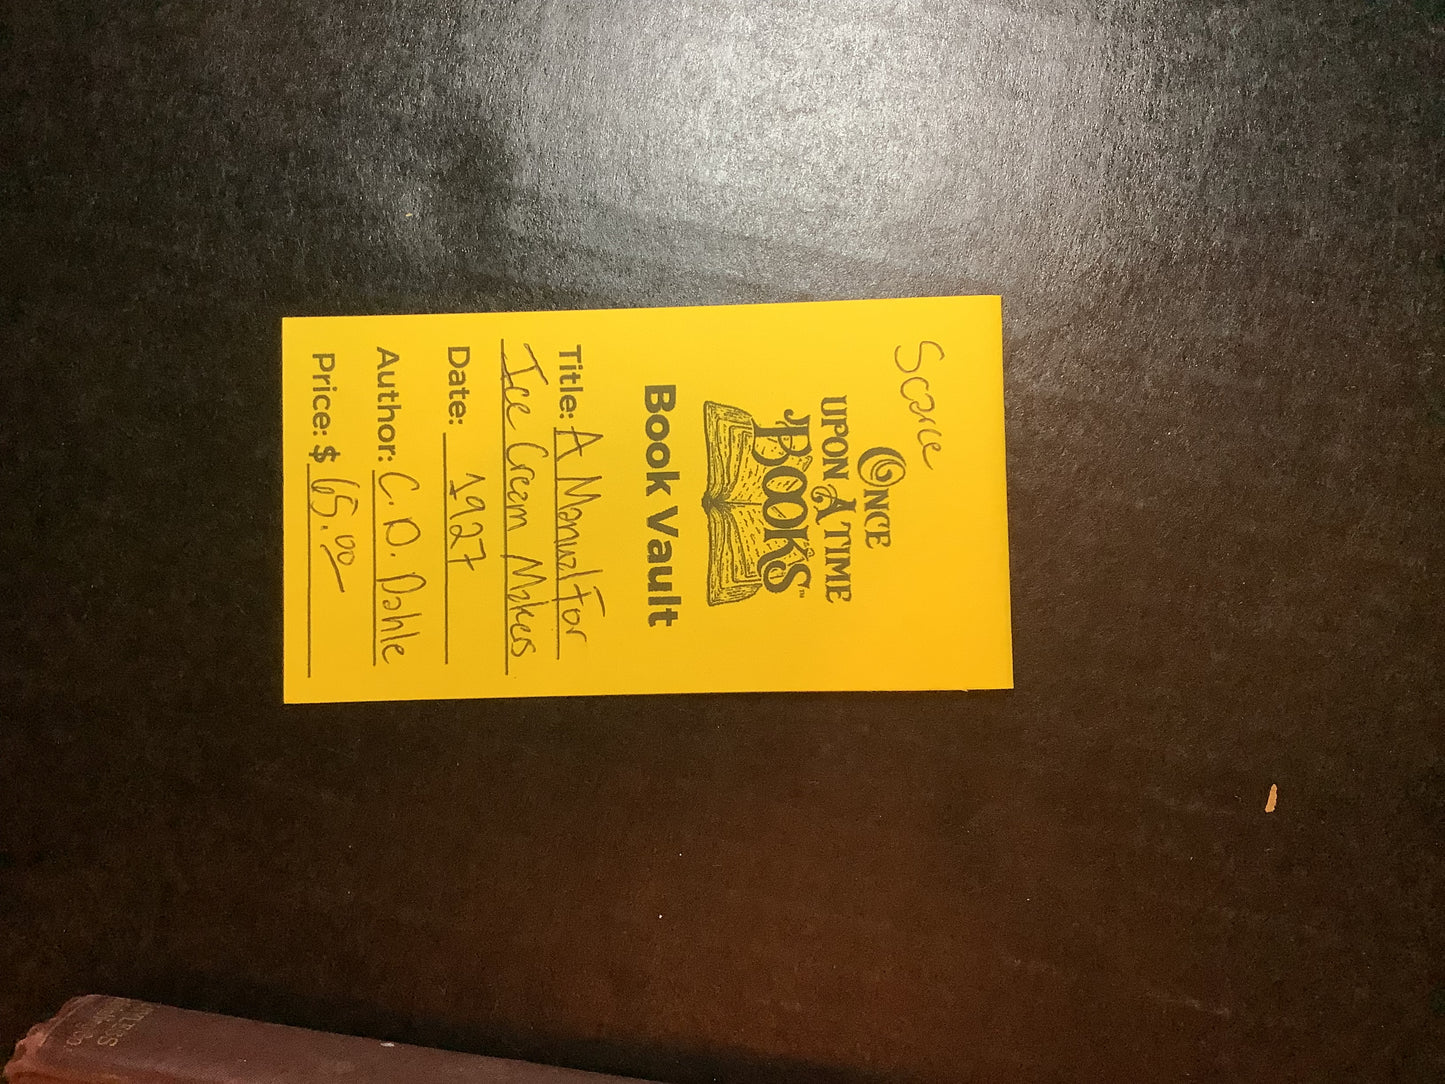 Scarce
ONCE
UPON A TIME
BOOKS™
Book Vault
Title: A Manual For
Ice Cream Makers
Date: 1927
Author: C.D. Dahle
Price: $ 65.00